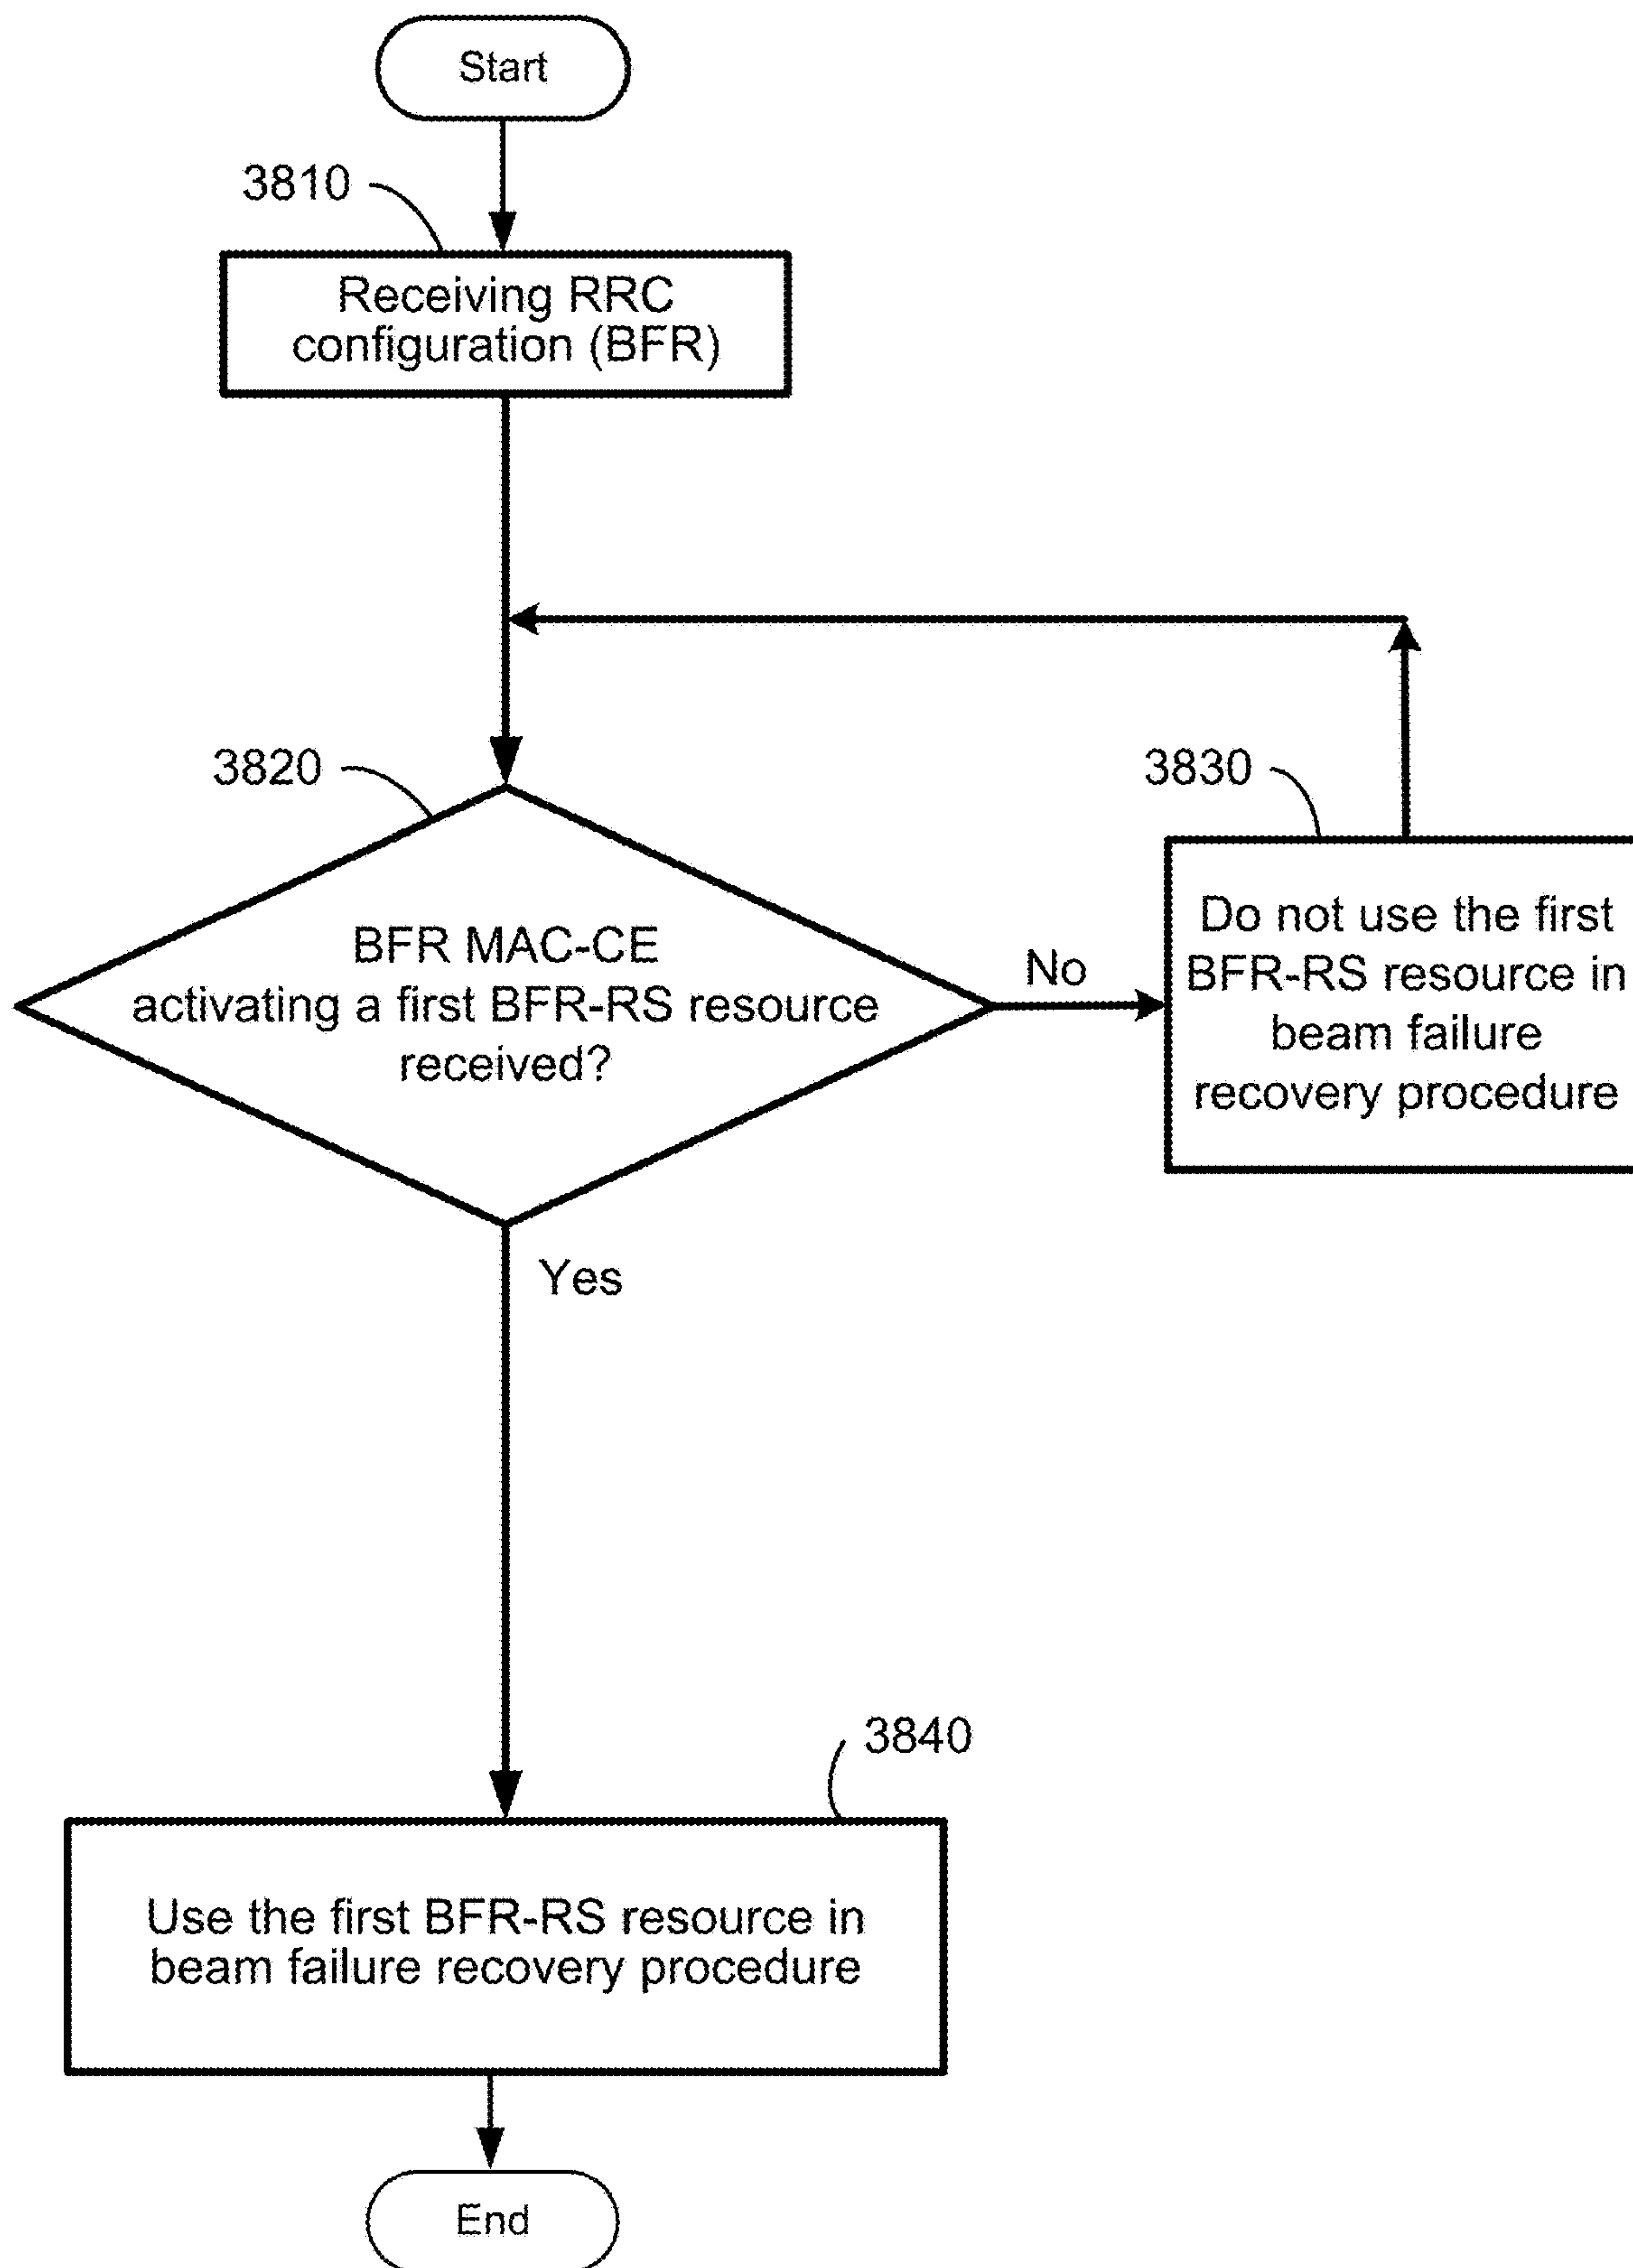 Start
3810
Receiving RRC
configuration (BFR)
3820
3830
BFR MAC-CE
activating a first BFR-RS resource
received?
No
Do not use the first
BFR-RS resource in
beam failure
recovery procedure
Yes
3840
Use the first BFR-RS resource in
beam failure recovery procedure
End